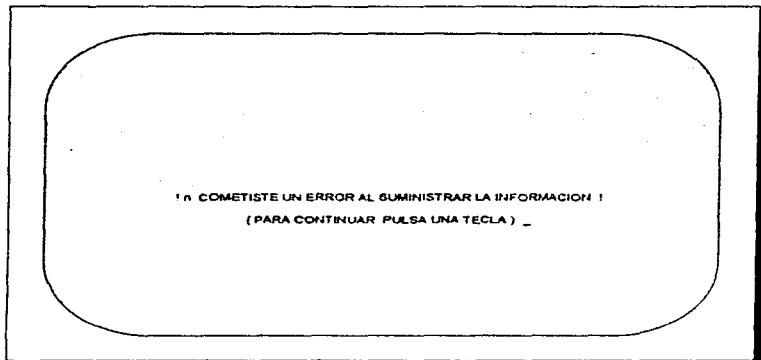 ! n COMETISTE UN ERROR AL SUMINISTRAR LA INFORMACION !
( PARA CONTINUAR PULSA UNA TECLA ) _